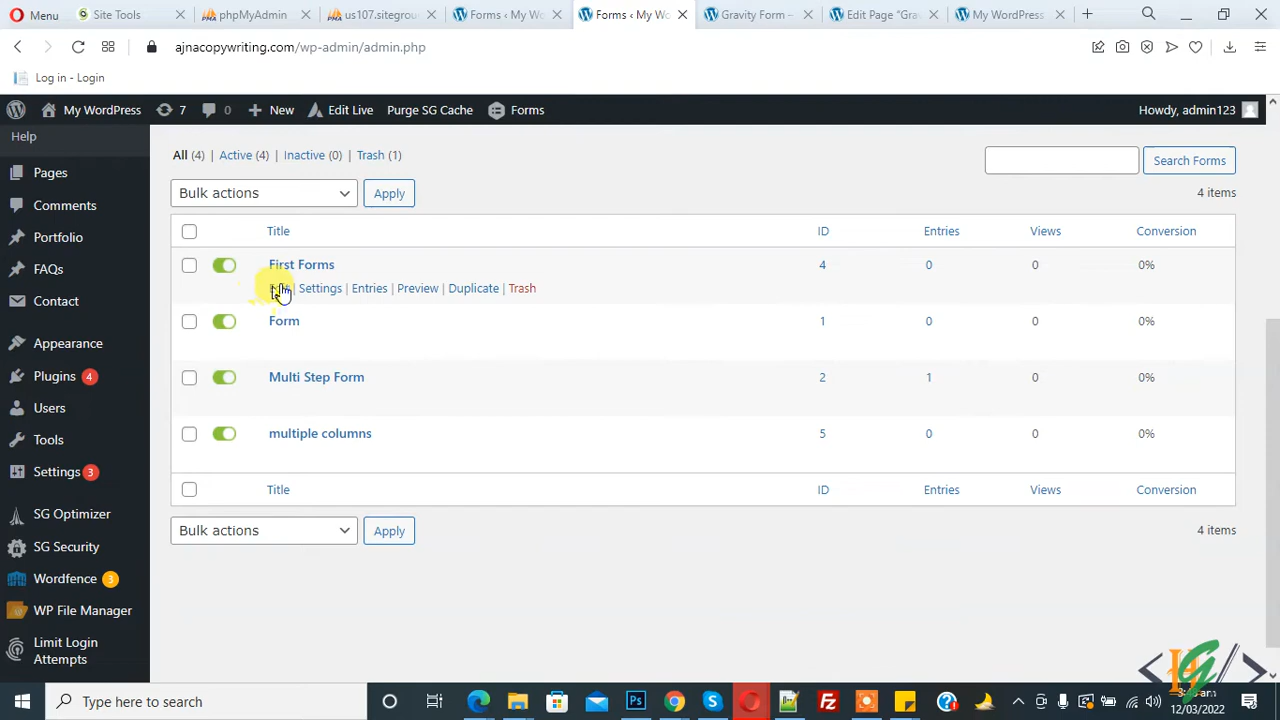 Menu
Site Tools
phpMyAdmin
us107.sitegrou
Forms ‹ My Wo
Forms ‹ My Wo
Gravity Form –
Edit Page "Gra
My WordPress
ajnacopywriting.com/wp-admin/admin.php
Log in - Login
My WordPress
7
0
New
Edit Live
Purge SG Cache
Forms
Howdy, admin123
Help
Pages
Comments
Portfolio
FAQs
Contact
Appearance
Plugins 4
Users
Tools
Settings 3
SG Optimizer
SG Security
Wordfence 3
WP File Manager
Limit Login
Attempts
All (4) | Active (4) | Inactive (0) | Trash (1)
Search Forms
Bulk actions
Apply
4 items
Title ID Entries Views Conversion
First Forms 4 0 0 0%
Edit | Settings | Entries | Preview | Duplicate | Trash
Form 1 0 0 0%
Multi Step Form 2 1 0 0%
multiple columns 5 0 0 0%
Title ID Entries Views Conversion
Bulk actions
Apply
4 items
Type here to search
12/03/2022